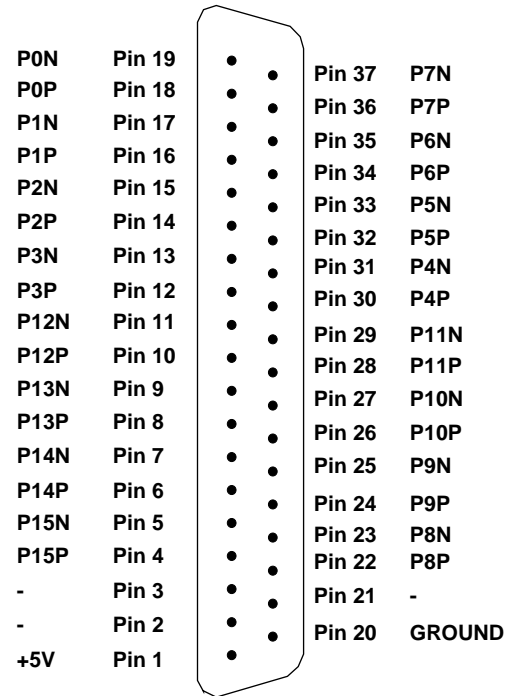 P0N Pin 19
P0P Pin 18
P1N Pin 17
P1P Pin 16
P2N Pin 15
P2P Pin 14
P3N Pin 13
P3P Pin 12
P12N Pin 11
P12P Pin 10
P13N Pin 9
P13P Pin 8
P14N Pin 7
P14P Pin 6
P15N Pin 5
P15P Pin 4
- Pin 3
- Pin 2
+5V Pin 1
Pin 37 P7N
Pin 36 P7P
Pin 35 P6N
Pin 34 P6P
Pin 33 P5N
Pin 32 P5P
Pin 31 P4N
Pin 30 P4P
Pin 29 P11N
Pin 28 P11P
Pin 27 P10N
Pin 26 P10P
Pin 25 P9N
Pin 24 P9P
Pin 23 P8N
Pin 22 P8P
Pin 21 -
Pin 20 GROUND